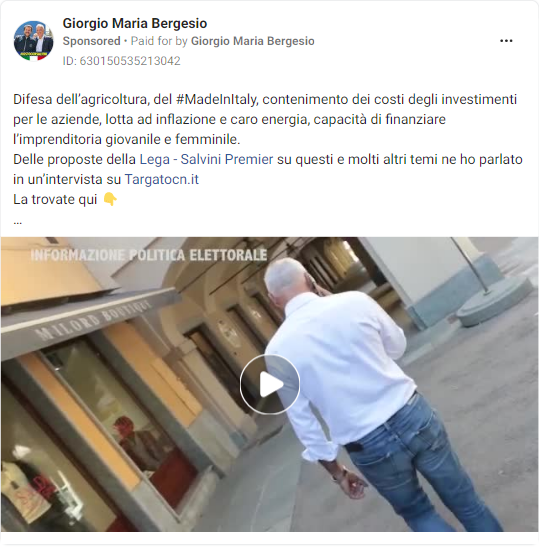 Giorgio Maria Bergesio
Sponsored • Paid for by Giorgio Maria Bergesio
ID: 630150535213042
Difesa dell'agricoltura, del #MadeInItaly, contenimento dei costi degli investimenti
per le aziende, lotta ad inflazione e caro energia, capacità di finanziare
l'imprenditoria giovanile e femminile.
Delle proposte della Lega - Salvini Premier su questi e molti altri temi ne ho parlato
in un'intervista su Targatocn.it
La trovate qui 👇
...
INFORMAZIONE POLITICA ELETTORALE
MILORD BOUTIQUE